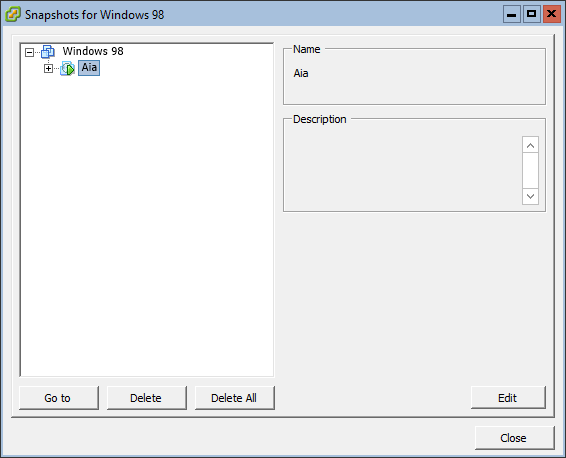 Snapshots for Windows 98
Windows 98
Aia
Name
Aia
Description
Go to
Delete
Delete All
Edit
Close